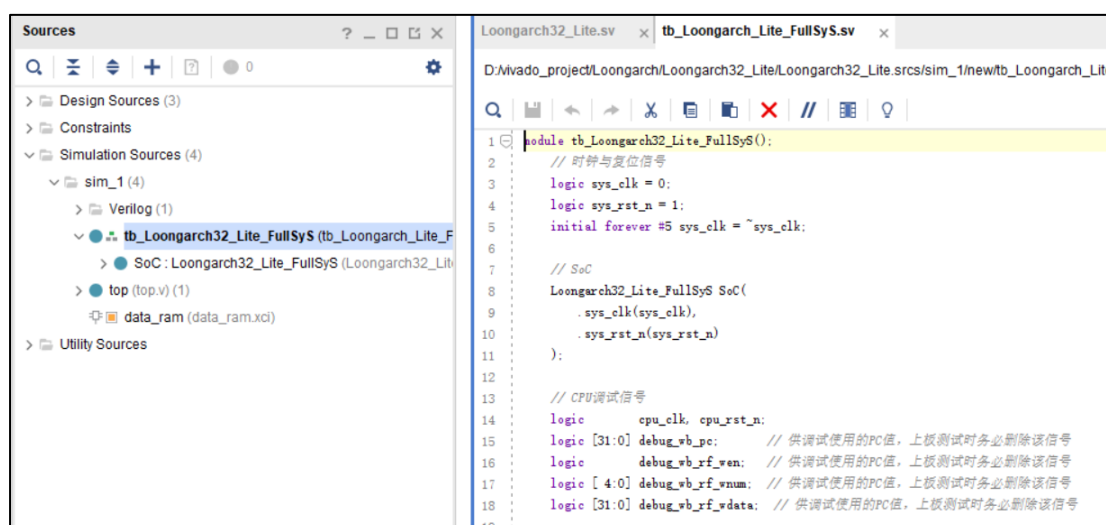 Sources
? _ □ X
0
Design Sources (3)
Constraints
Simulation Sources (4)
sim_1 (4)
Verilog (1)
tb_Loongarch32_Lite_FullSyS (tb_Loongarch_Lite_F
SoC : Loongarch32_Lite_FullSyS (Loongarch32_Lit
top (top.v) (1)
data_ram (data_ram.xci)
Utility Sources
Loongarch32_Lite.sv ×
tb_Loongarch_Lite_FullSyS.sv ×
D:/vivado_project/Loongarch/Loongarch32_Lite/Loongarch32_Lite.srcs/sim_1/new/tb_Loongarch_Lit
1 module tb_Loongarch32_Lite_FullSyS();
2 // 时钟与复位信号
3 logic sys_clk = 0;
4 logic sys_rst_n = 1;
5 initial forever #5 sys_clk = ~sys_clk;
6
7 // SoC
8 Loongarch32_Lite_FullSyS SoC(
9 .sys_clk(sys_clk),
10 .sys_rst_n(sys_rst_n)
11 );
12
13 // CPU调试信号
14 logic cpu_clk, cpu_rst_n;
15 logic [31:0] debug_wb_pc; // 供调试使用的PC值，上板测试时务必删除该信号
16 logic debug_wb_rf_wen; // 供调试使用的PC值，上板测试时务必删除该信号
17 logic [ 4:0] debug_wb_rf_wnum; // 供调试使用的PC值，上板测试时务必删除该信号
18 logic [31:0] debug_wb_rf_wdata; // 供调试使用的PC值，上板测试时务必删除该信号